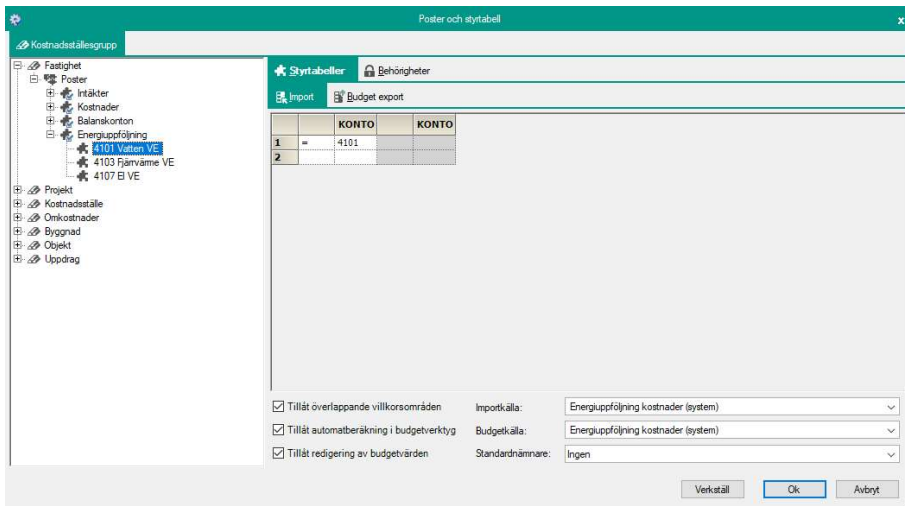 Poster och styrtabell
x
Kostnadsställesgrupp
Fastighet
Poster
Intäkter
Kostnader
Balanskonton
Energiuppföljning
4101 Vatten VE
4103 Fjärrvärme VE
4107 El VE
Projekt
Kostnadsställe
Omkostnader
Byggnad
Objekt
Uppdrag
Styrtabeller Behörigheter
Import Budget export
KONTO KONTO
1 = 4101
2
Tillåt överlappande villkorsområden Importkälla: Energiuppföljning kostnader (system)
Tillåt automatberäkning i budgetverktyg Budgetkälla: Energiuppföljning kostnader (system)
Tillåt redigering av budgetvärden Standardnämnare: Ingen
Verkställ Ok Avbryt